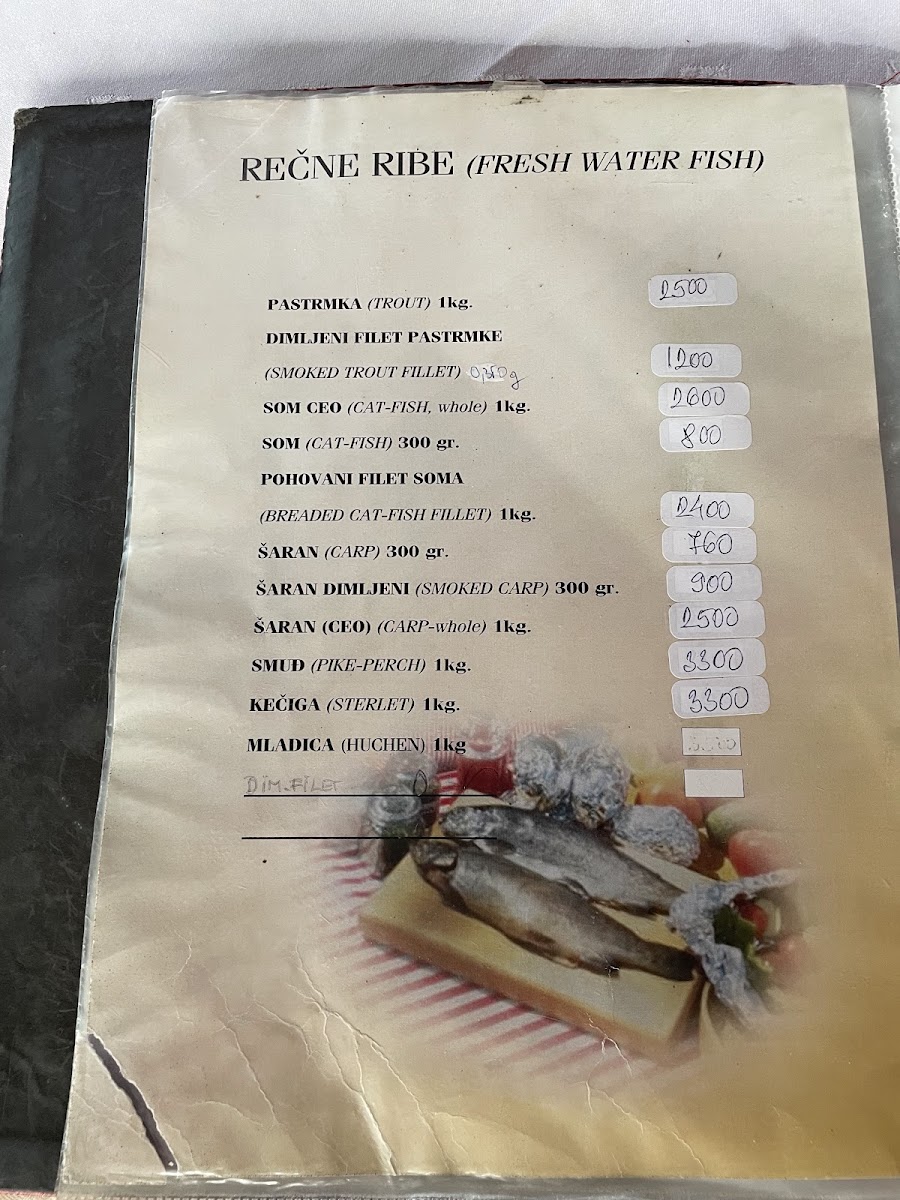 REČNE RIBE (FRESH WATER FISH)
PASTRMKA (TROUT) 1kg. 2500
DIMLJENI FILET PASTRMKE
(SMOKED TROUT FILLET) 1200
SOM CEO (CAT-FISH, whole) 1kg. 2600
SOM (CAT-FISH) 300 gr. 800
POHOVANI FILET SOMA
(BREADED CAT-FISH FILLET) 1kg. 2400
ŠARAN (CARP) 300 gr. 760
ŠARAN DIMLJENI (SMOKED CARP) 300 gr. 900
ŠARAN (CEO) (CARP-whole) 1kg. 2500
SMUĐ (PIKE-PERCH) 1kg. 3300
KEČIGA (STERLET) 1kg. 3300
MLADICA (HUCHEN) 1kg
DIM.FILET